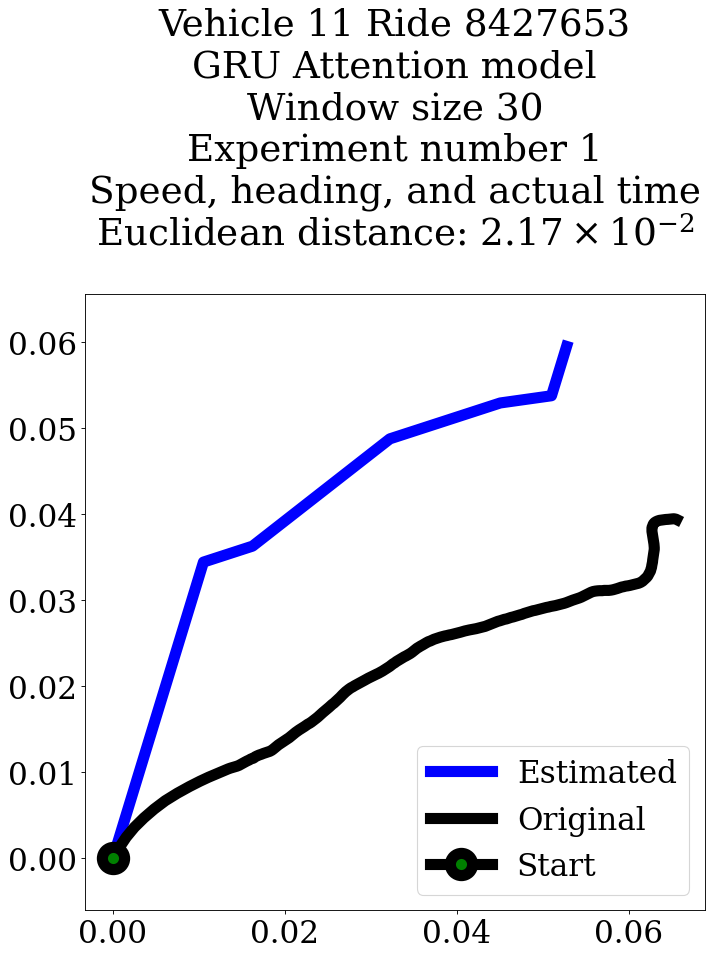 Vehicle 11 Ride 8427653
GRU Attention model
Window size 30
Experiment number 1
Speed, heading, and actual time
Euclidean distance: 2.17 × 10⁻²
0.06
0.05
0.04
0.03
0.02
0.01
0.00
Estimated
Original
Start
0.00 0.02 0.04 0.06